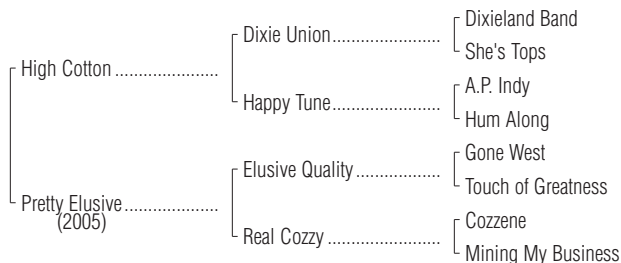 Dixieland Band
Dixie Union
She's Tops
High Cotton
A.P. Indy
Happy Tune
Hum Along
Gone West
Elusive Quality
Touch of Greatness
Pretty Elusive
(2005)
Cozzene
Real Cozzy
Mining My Business